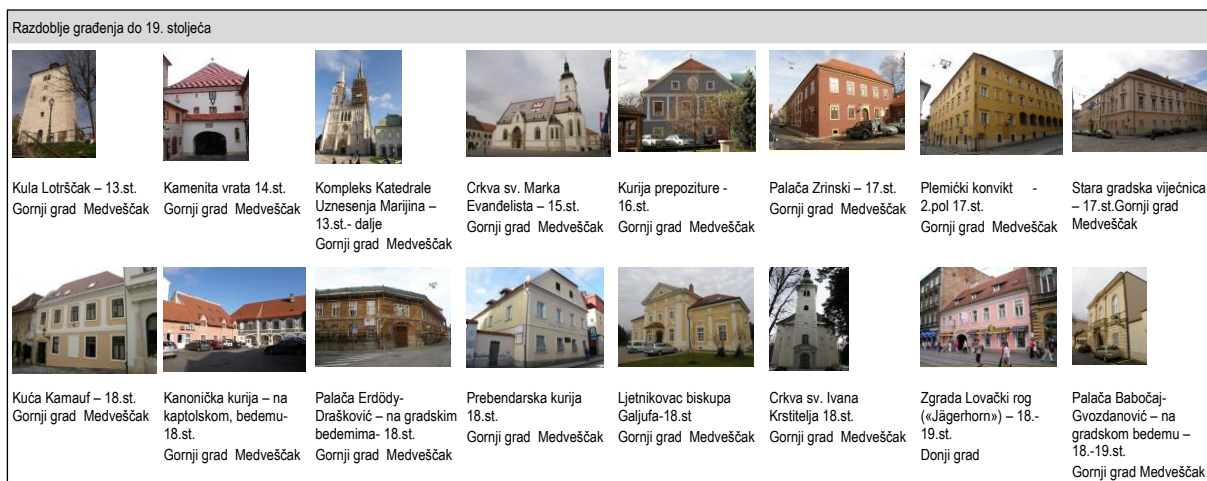 Razdoblje građenja do 19. stoljeća
Kula Lotrščak – 13.st.
Gornji grad Medveščak
Kamenita vrata 14.st.
Gornji grad Medveščak
Kompleks Katedrale
Uznesenja Marijina –
13.st.- dalje
Gornji grad Medveščak
Crkva sv. Marka
Evanđelista – 15.st.
Gornji grad Medveščak
Kurija prepoziture -
16.st.
Gornji grad Medveščak
Palača Zrinski – 17.st.
Gornji grad Medveščak
Plemićki konvikt -
2.pol 17.st.
Gornji grad Medveščak
Stara gradska vijećnica
– 17.st.Gornji grad
Medveščak
Kuća Kamauf – 18.st.
Gornji grad Medveščak
Kanonička kurija – na
kaptolskom, bedemu-
18.st.
Gornji grad Medveščak
Palača Erdödy-
Drašković – na gradskim
bedemima- 18.st.
Gornji grad Medveščak
Prebendarska kurija
18.st.
Gornji grad Medveščak
Ljetnikovac biskupa
Galjufa-18.st
Gornji grad Medveščak
Crkva sv. Ivana
Krstitelja 18.st.
Gornji grad Medveščak
Zgrada Lovački rog
(«Jägerhorn») – 18.-
19.st.
Donji grad
Palača Babočaj-
Gvozdanović – na
gradskom bedemu –
18.-19.st.
Gornji grad Medveščak